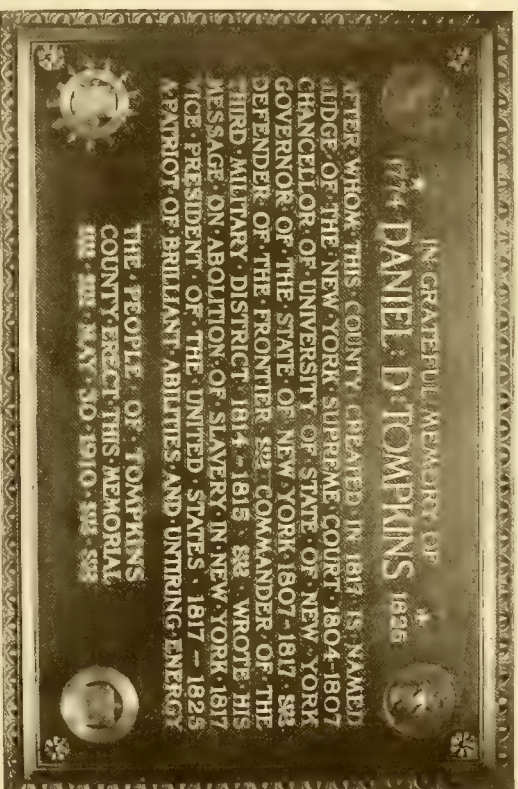 IN GRATEFUL MEMORY OF
1774 DANIEL D TOMPKINS 1825
AFTER WHOM THIS COUNTY CREATED IN 1817 IS NAMED
JUDGE OF THE NEW YORK SUPREME COURT 1804-1807
CHANCELLOR OF UNIVERSITY OF STATE OF NEW YORK
GOVERNOR OF THE STATE OF NEW YORK 1807-1817
DEFENDER OF THE FRONTIER COMMANDER OF THE
THIRD MILITARY DISTRICT 1814-1815 WROTE HIS
MESSAGE ON ABOLITION OF SLAVERY IN NEW YORK 1817
VICE PRESIDENT OF THE UNITED STATES 1817-1825
A PATRIOT OF BRILLIANT ABILITIES AND UNTIRING ENERGY
THE PEOPLE OF TOMPKINS
COUNTY ERECT THIS MEMORIAL
MAY 30 1910